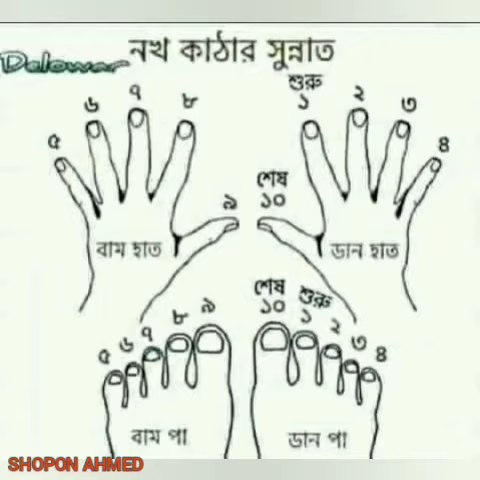 নখ কাঠার সুন্নাত
Delowar
শুরু
৫ ৬ ৭ ৮ ১ ২ ৩ ৪
৯
শেষ
১০
বাম হাত
ডান হাত
শেষ
১০
শুরু
৫ ৬ ৭ ৮ ৯ ১ ২ ৩ ৪
বাম পা
ডান পা
SHOPON AHMED